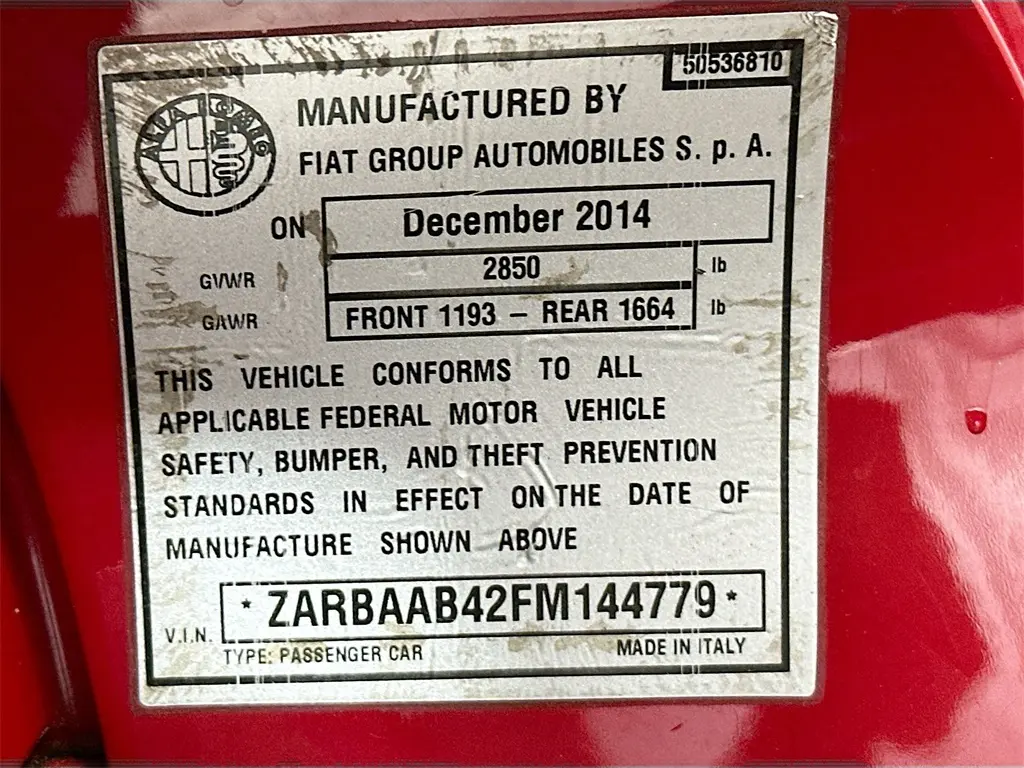 50536810
ALFA ROMEO
MANUFACTURED BY
FIAT GROUP AUTOMOBILES S. p. A.
ON December 2014
GVWR 2850 lb
GAWR FRONT 1193 – REAR 1664 lb
THIS VEHICLE CONFORMS TO ALL
APPLICABLE FEDERAL MOTOR VEHICLE
SAFETY, BUMPER, AND THEFT PREVENTION
STANDARDS IN EFFECT ON THE DATE OF
MANUFACTURE SHOWN ABOVE
V.I.N. * ZARBAAB42FM144779 *
TYPE: PASSENGER CAR MADE IN ITALY